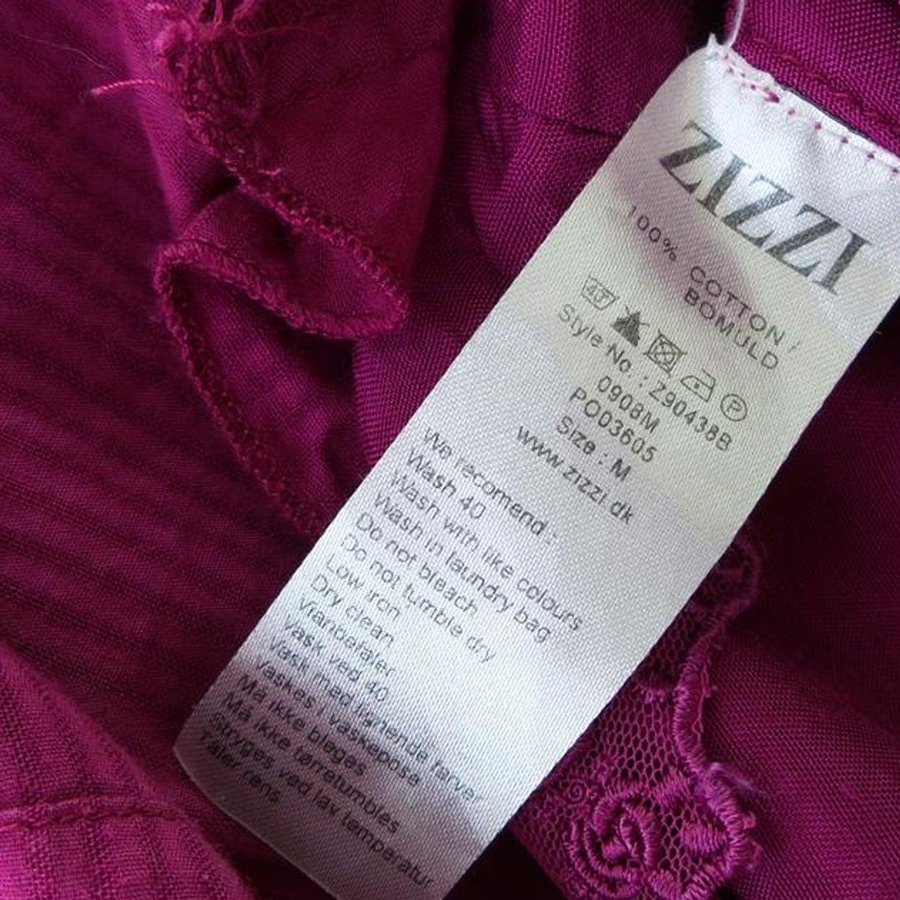 ZIZZI
100% COTTON /
BOMULD
40 P
Style No.: Z90438B
0908M
PO03605
Size : M
www.zizzi.dk
We recomend :
Wash 40
Wash with like colours
Wash in laundry bag
Do not bleach
Do not tumble dry
Low iron
Dry clean
Vi anbefaler
Vask ved 40
Vask med lignende farver
Vaskes i vaskepose
Må ikke bleges
Må ikke tørretumbles
Stryges ved lav temperatur
Tåler rens